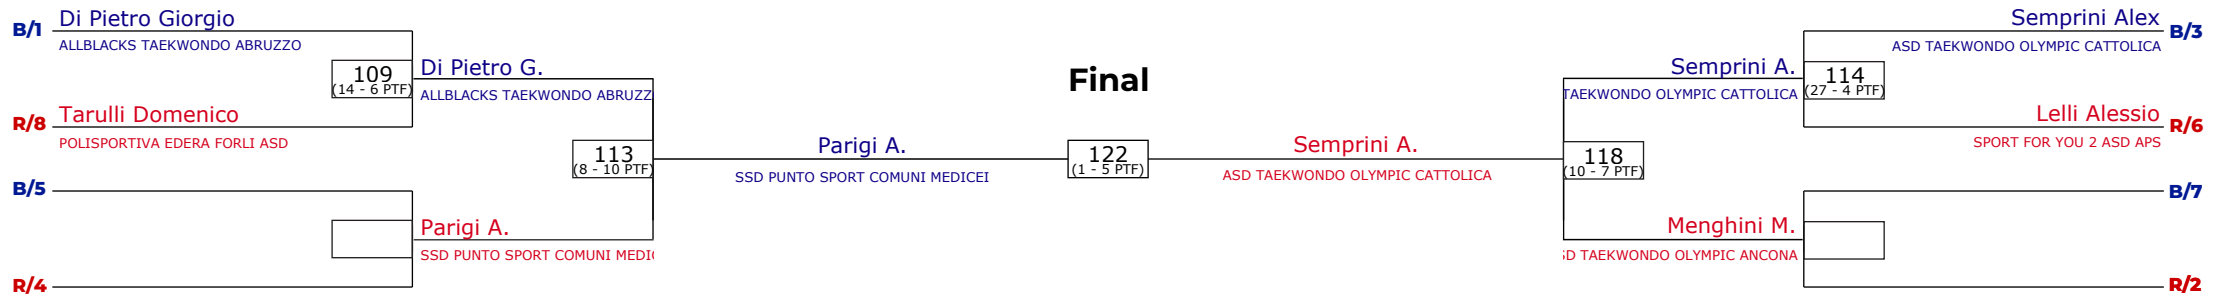 B/1
Di Pietro Giorgio
ALLBLACKS TAEKWONDO ABRUZZO
109
(14 - 6 PTF)
R/8
Tarulli Domenico
POLISPORTIVA EDERA FORLI ASD
B/5
R/4
Di Pietro G.
ALLBLACKS TAEKWONDO ABRUZZ
113
(8 - 10 PTF)
Parigi A.
SSD PUNTO SPORT COMUNI MEDIC
Final
Parigi A.
SSD PUNTO SPORT COMUNI MEDICEI
122
(1 - 5 PTF)
Semprini A.
ASD TAEKWONDO OLYMPIC CATTOLICA
Semprini A.
TAEKWONDO OLYMPIC CATTOLICA
118
(10 - 7 PTF)
Menghini M.
SD TAEKWONDO OLYMPIC ANCONA
Semprini Alex
B/3
ASD TAEKWONDO OLYMPIC CATTOLICA
114
(27 - 4 PTF)
Lelli Alessio
R/6
SPORT FOR YOU 2 ASD APS
B/7
R/2